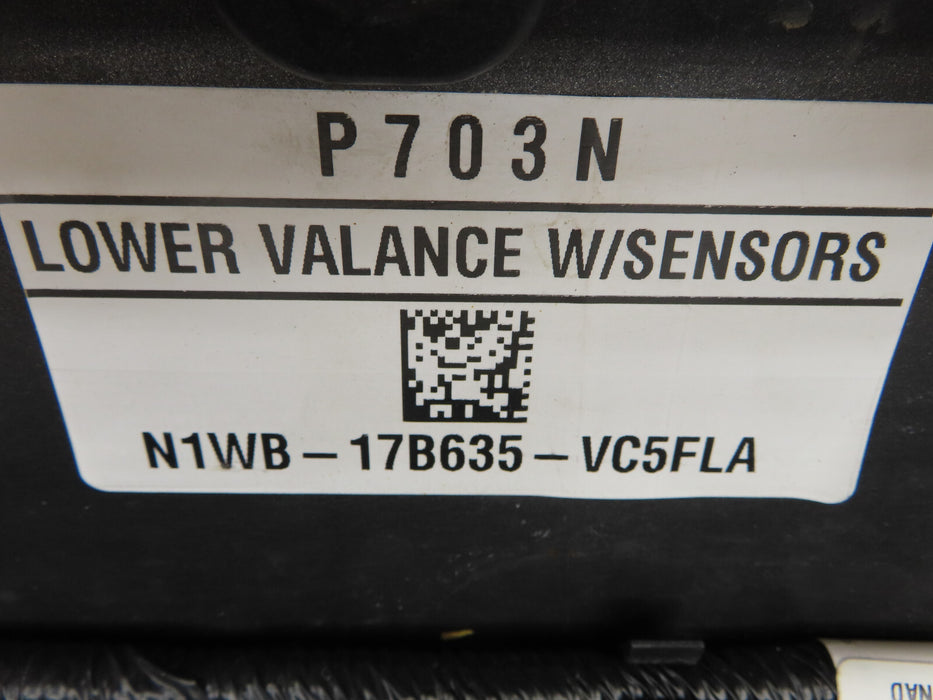 P703N
LOWER VALANCE W/SENSORS
N1WB-17B635-VC5FLA